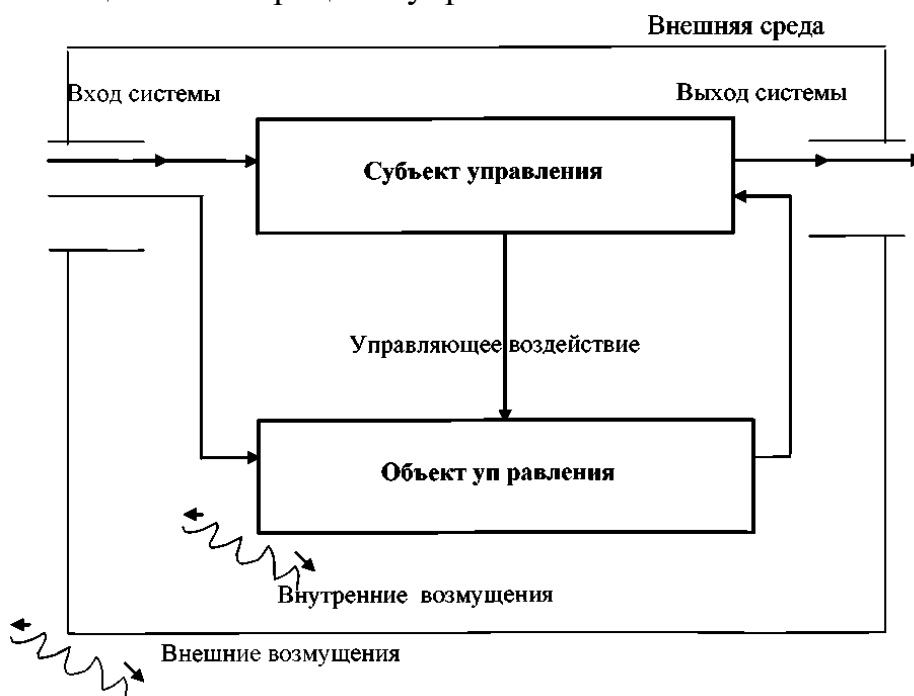 Внешняя среда
Вход системы
Выход системы
Субъект управления
Управляющее воздействие
Объект уп равления
Внутренние возмущения
Внешние возмущения